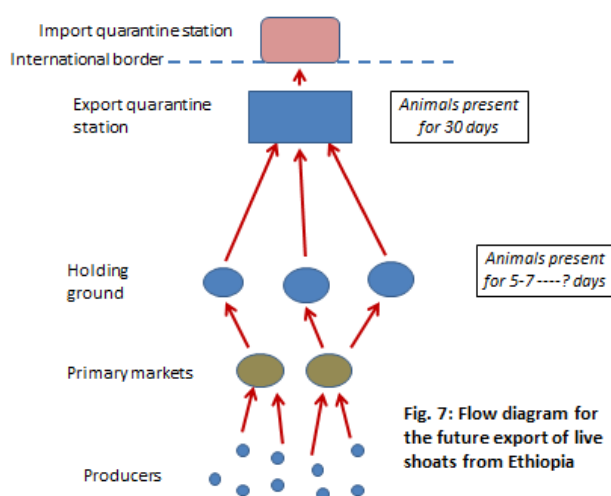 Import quarantine station
International border
Export quarantine
station
Animals present
for 30 days
Holding
ground
Animals present
for 5-7 ----? days
Primary markets
Fig. 7: Flow diagram for
the future export of live
shoats from Ethiopia
Producers